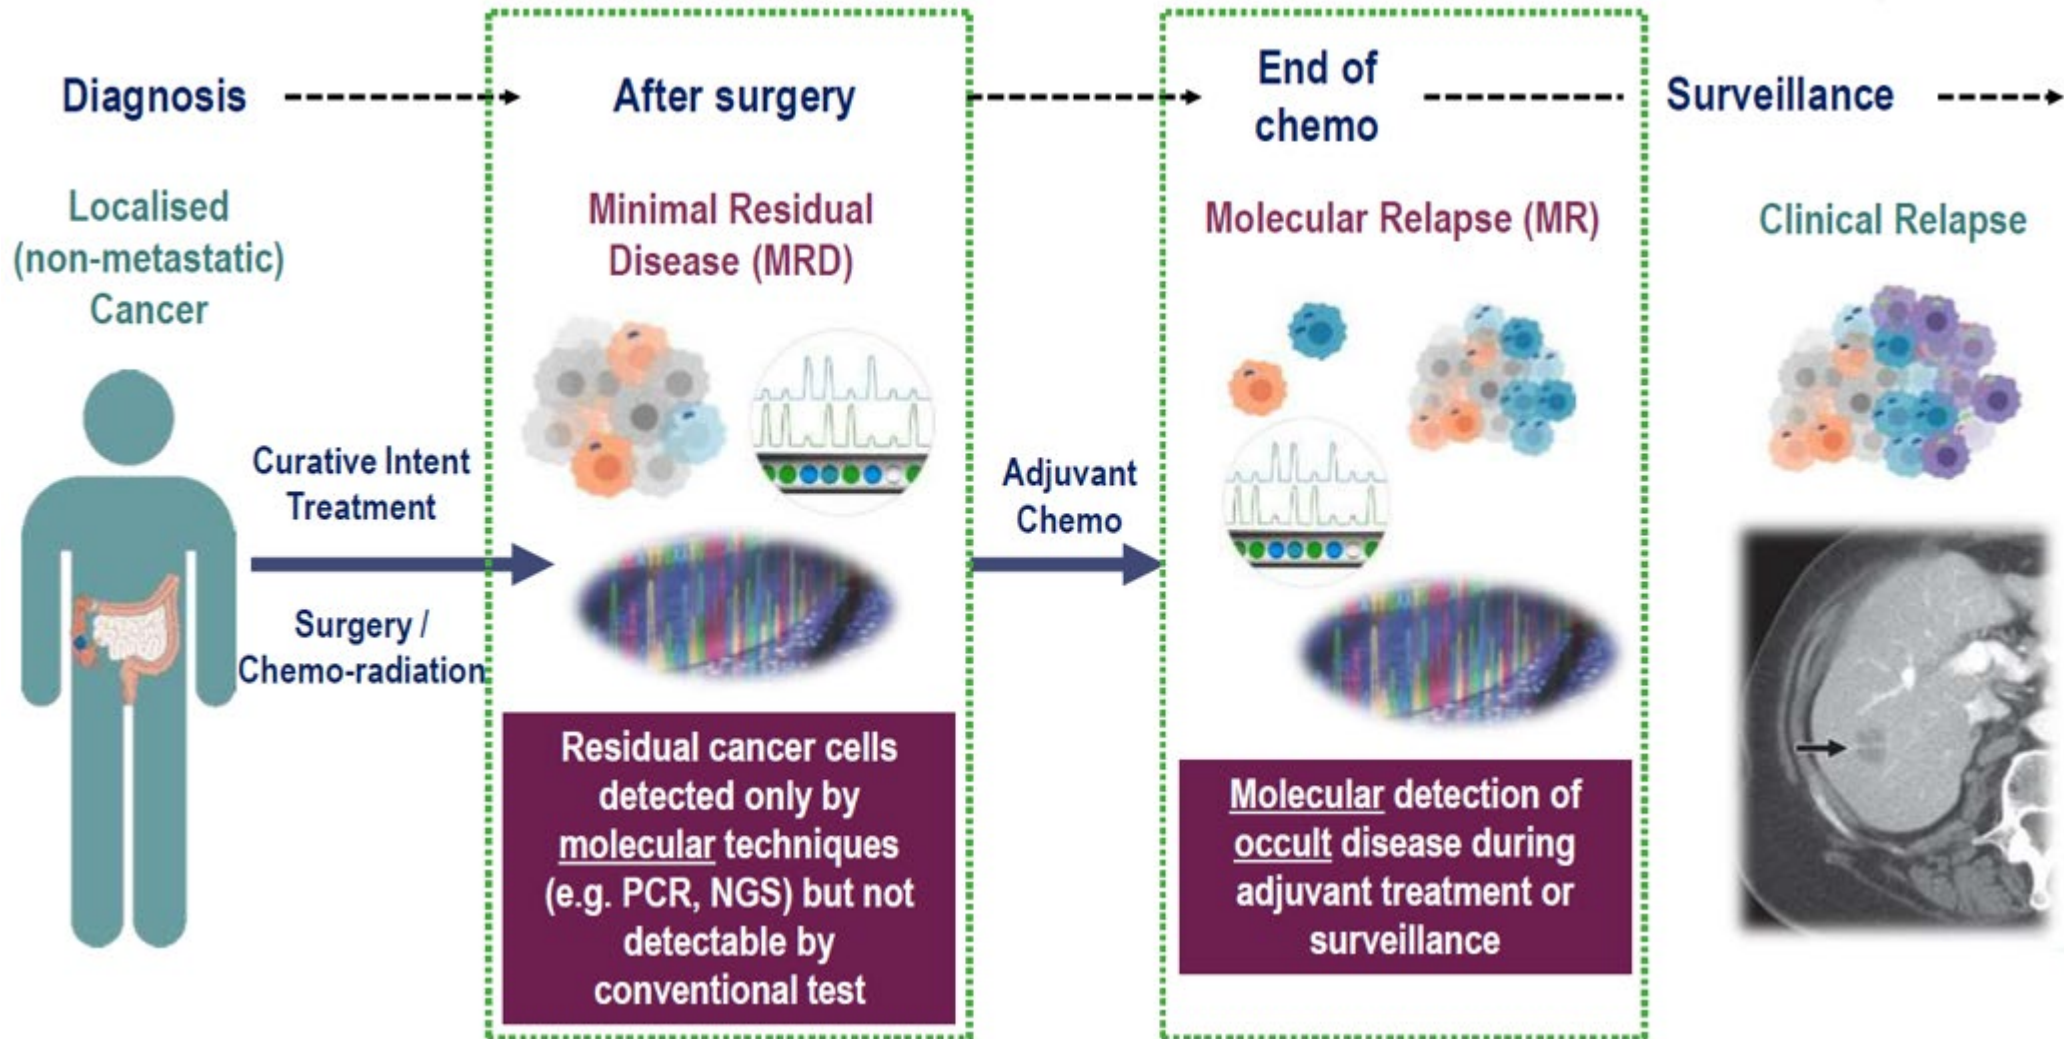 Diagnosis
After surgery
End of
chemo
Surveillance
Localised
(non-metastatic)
Cancer
Minimal Residual
Disease (MRD)
Molecular Relapse (MR)
Clinical Relapse
Curative Intent
Treatment
Surgery /
Chemo-radiation
Adjuvant
Chemo
Residual cancer cells
detected only by
molecular techniques
(e.g. PCR, NGS) but not
detectable by
conventional test
Molecular detection of
occult disease during
adjuvant treatment or
surveillance